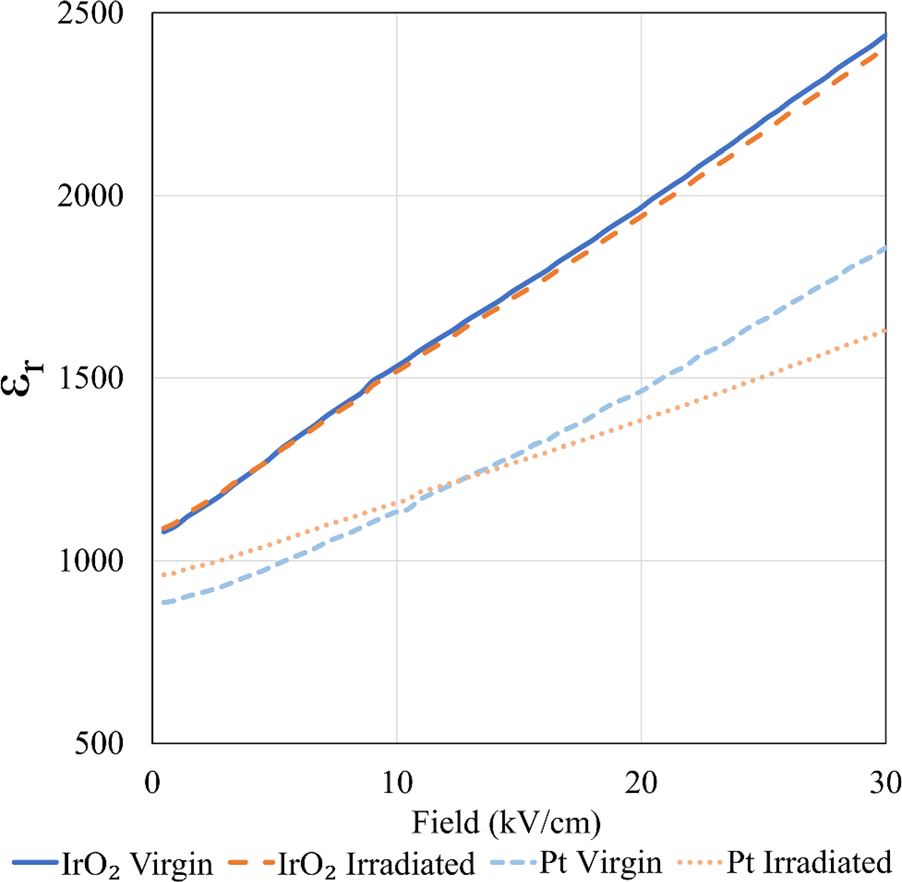 2500
2000
1500
1000
500
εr
0 10 20 30
Field (kV/cm)
IrO₂ Virgin IrO₂ Irradiated Pt Virgin Pt Irradiated